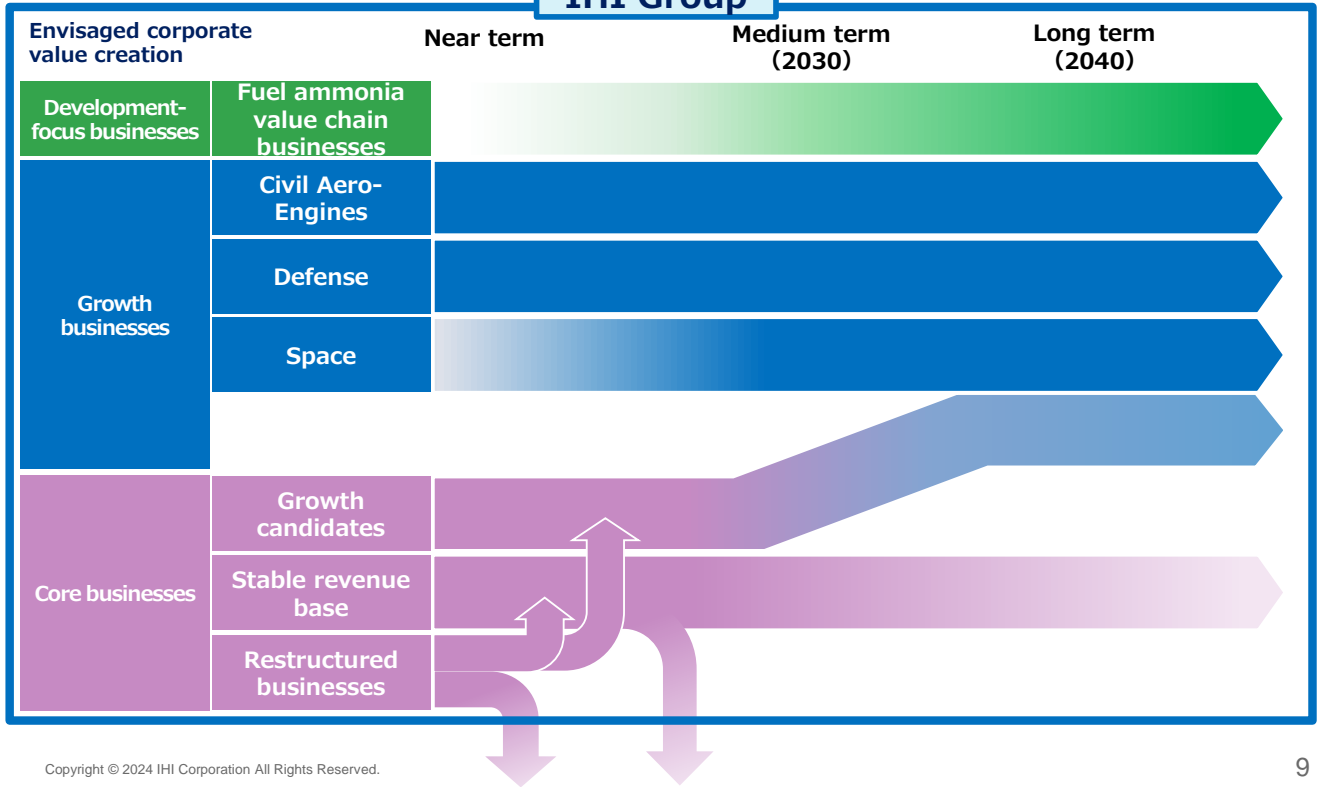 IHI Group
Envisaged corporate
value creation
Near term
Medium term
(2030)
Long term
(2040)
Development-
focus businesses
Fuel ammonia
value chain
businesses
Growth
businesses
Civil Aero-
Engines
Defense
Space
Core businesses
Growth
candidates
Stable revenue
base
Restructured
businesses
Copyright © 2024 IHI Corporation All Rights Reserved.
9